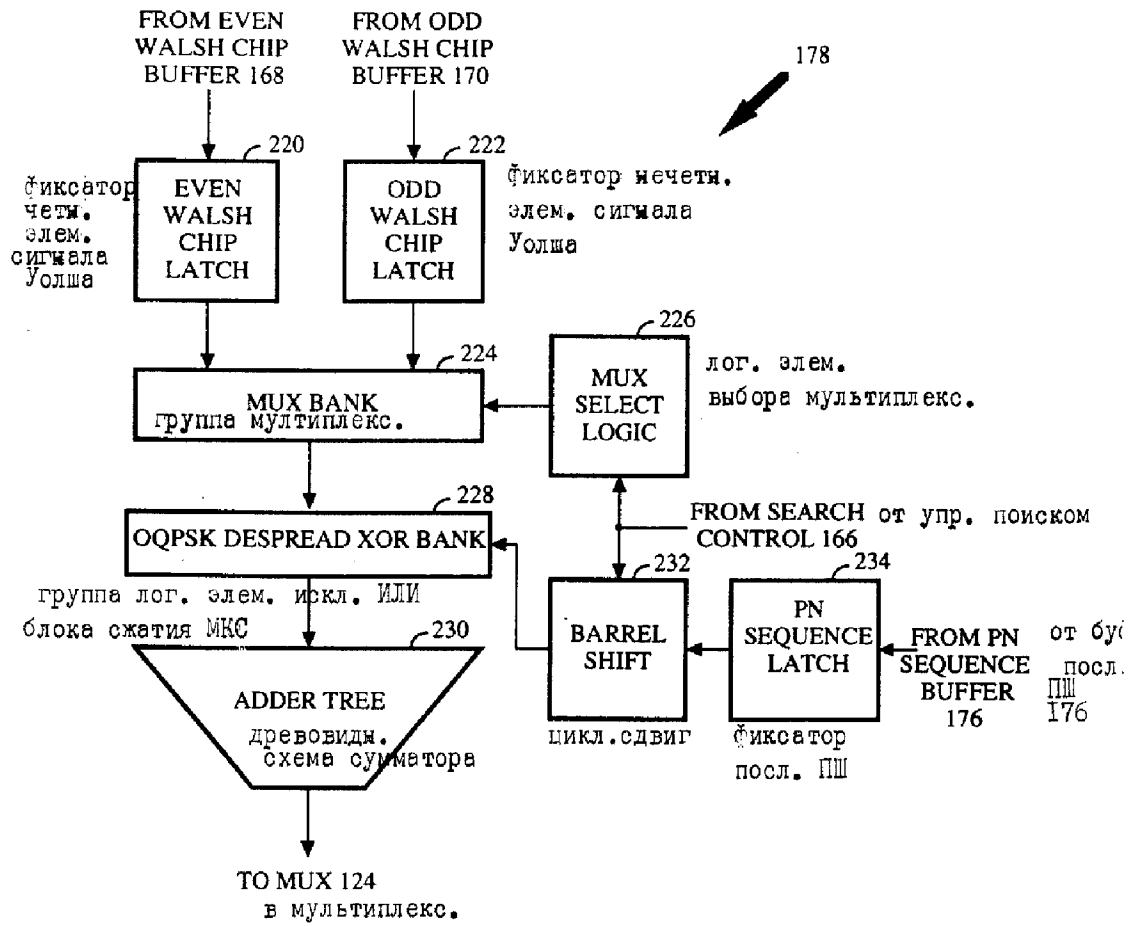 FROM EVEN
WALSH CHIP
BUFFER 168
FROM ODD
WALSH CHIP
BUFFER 170
178
220
222
EVEN
WALSH
CHIP
LATCH
ODD
WALSH
CHIP
LATCH
фиксатор
четн.
элем.
сигнала
Уолша
фиксатор нечетн.
элем. сигнала
Уолша
224
MUX BANK
группа мултиплекс.
226
MUX
SELECT
LOGIC
лог. элем.
выбора мультиплекс.
228
OQPSK DESPREAD XOR BANK
группа лог. элем. искл. ИЛИ
блока сжатия МКС
FROM SEARCH
CONTROL 166
от упр. поиском
232
BARREL
SHIFT
цикл.сдвиг
234
PN
SEQUENCE
LATCH
фиксатор
посл. ПШ
FROM PN
SEQUENCE
BUFFER
176
от буф
посл.
ПШ
176
230
ADDER TREE
древовидн.
схема сумматора
TO MUX 124
в мультиплекс.